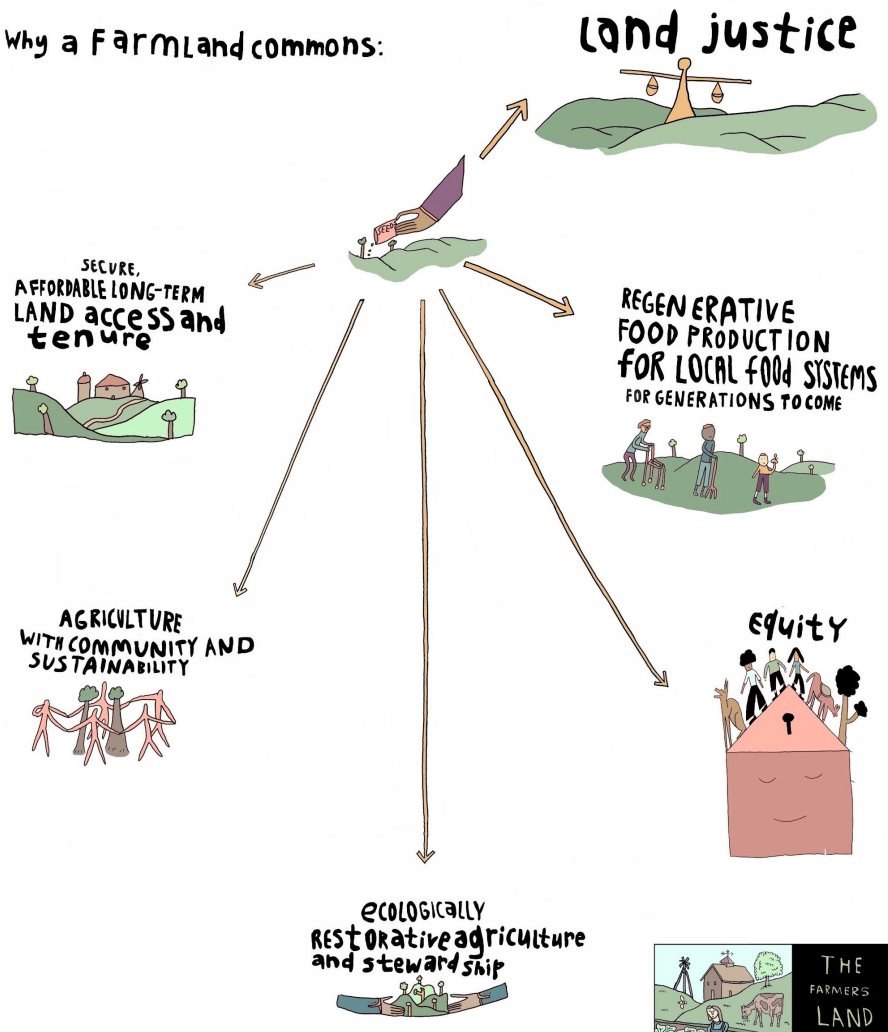 Why a Farmland commons:
Land justice
SEEDS
SECURE,
AFFORDABLE LONG-TERM
LAND access and
tenure
REGENERATIVE
FOOD PRODUCTION
FOR LOCAL food SYSTEMS
FOR GENERATIONS TO COME
AGRICULTURE
WITH COMMUNITY AND
SUSTAINABILITY
EQUITY
ECOLOGICALLY
RESTORATIVE agriculture
and stewardship
THE
FARMERS
LAND